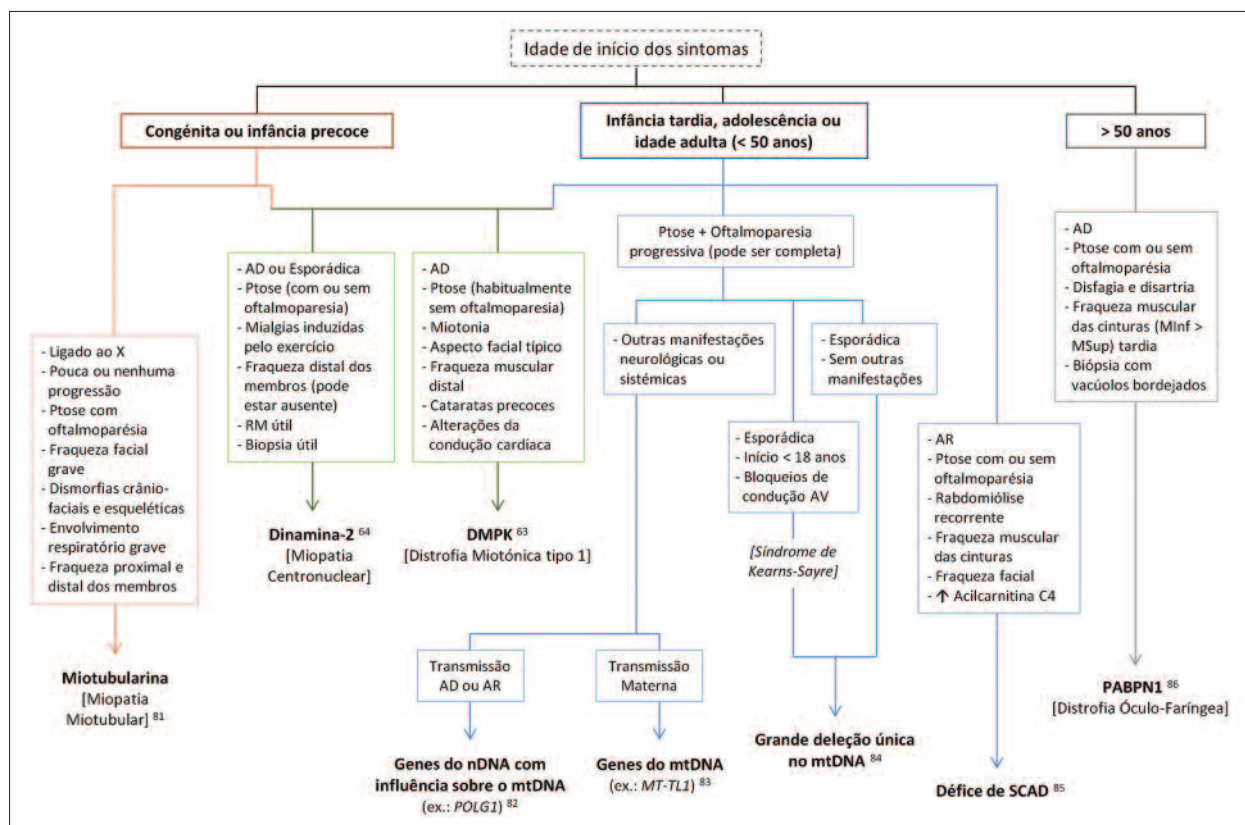 Idade de início dos sintomas
Congénita ou infância precoce
Infância tardia, adolescência ou
idade adulta (< 50 anos)
> 50 anos
- Ligado ao X
- Pouca ou nenhuma
progressão
- Ptose com
oftalmoparésia
- Fraqueza facial
grave
- Dismorfias crânio-
faciais e esqueléticas
- Envolvimento
respiratório grave
- Fraqueza proximal e
distal dos membros
Miotubularina
[Miopatia
Miotubular] 81
- AD ou Esporádica
- Ptose (com ou sem
oftalmoparesia)
- Mialgias induzidas
pelo exercício
- Fraqueza distal dos
membros (pode
estar ausente)
- RM útil
- Biopsia útil
Dinamina-2 64
[Miopatia
Centronuclear]
- AD
- Ptose (habitualmente
sem oftalmoparesia)
- Miotonia
- Aspecto facial típico
- Fraqueza muscular
distal
- Cataratas precoces
- Alterações da
condução cardíaca
DMPK 63
[Distrofia Miotónica tipo 1]
Ptose + Oftalmoparesia
progressiva (pode ser completa)
- Outras manifestações
neurológicas ou
sistémicas
Transmissão
AD ou AR
Genes do nDNA com
influência sobre o mtDNA
(ex.: POLG1) 82
Transmissão
Materna
Genes do mtDNA
(ex.: MT-TL1) 83
- Esporádica
- Início < 18 anos
- Bloqueios de
condução AV
[Síndrome de
Kearns-Sayre]
- Esporádica
- Sem outras
manifestações
Grande deleção única
no mtDNA 84
- AR
- Ptose com ou sem
oftalmoparésia
- Rabdomiólise
recorrente
- Fraqueza muscular
das cinturas
- Fraqueza facial
- ↑ Acilcarnitina C4
Défice de SCAD 85
- AD
- Ptose com ou sem
oftalmoparésia
- Disfagia e disartria
- Fraqueza muscular
das cinturas (MInf >
MSup) tardia
- Biópsia com
vacúolos bordejados
PABPN1 86
[Distrofia Óculo-Faríngea]